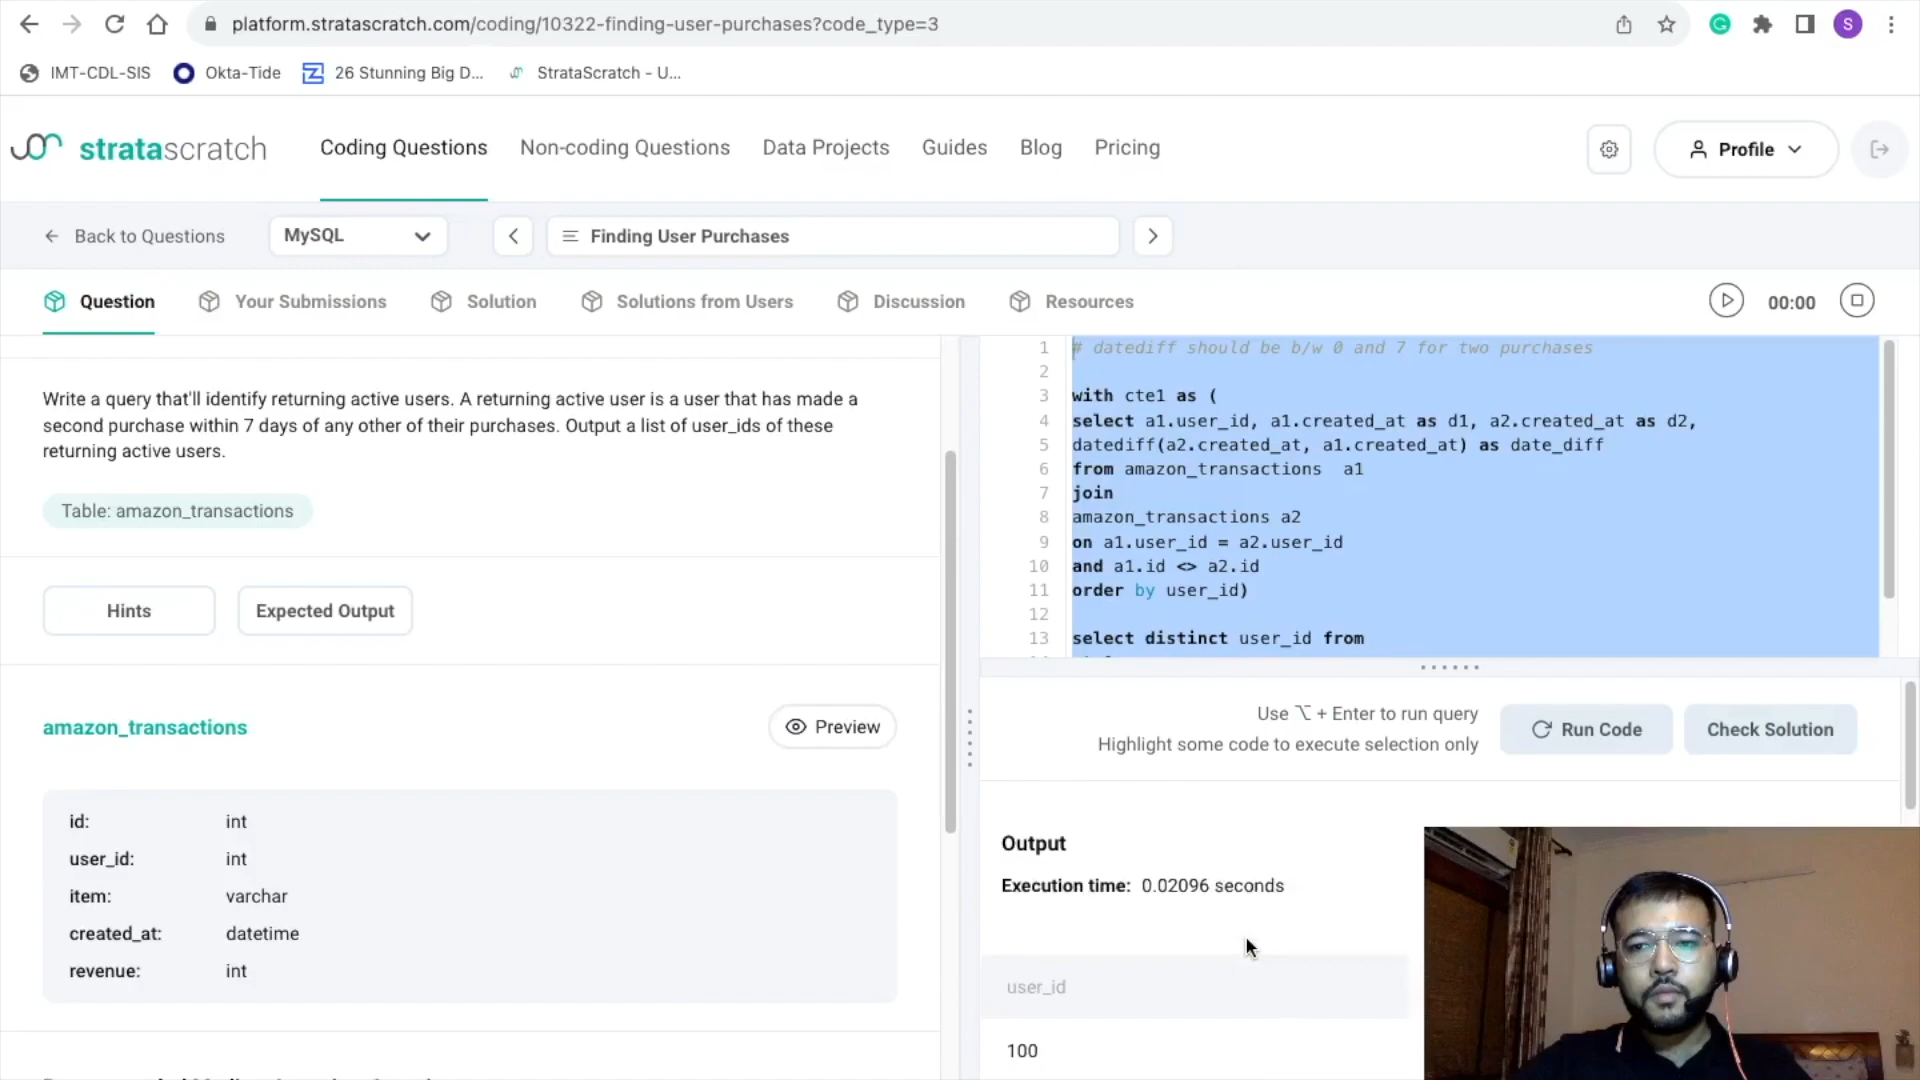 platform.stratascratch.com/coding/10322-finding-user-purchases?code_type=3
S
IMT-CDL-SIS
Okta-Tide
26 Stunning Big D...
StrataScratch - U...
stratascratch
Coding Questions
Non-coding Questions
Data Projects
Guides
Blog
Pricing
Profile
Back to Questions
MySQL
Finding User Purchases
Question
Your Submissions
Solution
Solutions from Users
Discussion
Resources
00:00
Write a query that'll identify returning active users. A returning active user is a user that has made a
second purchase within 7 days of any other of their purchases. Output a list of user_ids of these
returning active users.
Table: amazon_transactions
Hints
Expected Output
amazon_transactions
Preview
id: int
user_id: int
item: varchar
created_at: datetime
revenue: int
1 # datediff should be b/w 0 and 7 for two purchases
2
3 with cte1 as (
4 select a1.user_id, a1.created_at as d1, a2.created_at as d2,
5 datediff(a2.created_at, a1.created_at) as date_diff
6 from amazon_transactions  a1
7 join
8 amazon_transactions a2
9 on a1.user_id = a2.user_id
10 and a1.id <> a2.id
11 order by user_id)
12
13 select distinct user_id from
Use ⌥ + Enter to run query
Highlight some code to execute selection only
Run Code
Check Solution
Output
Execution time: 0.02096 seconds
user_id
100